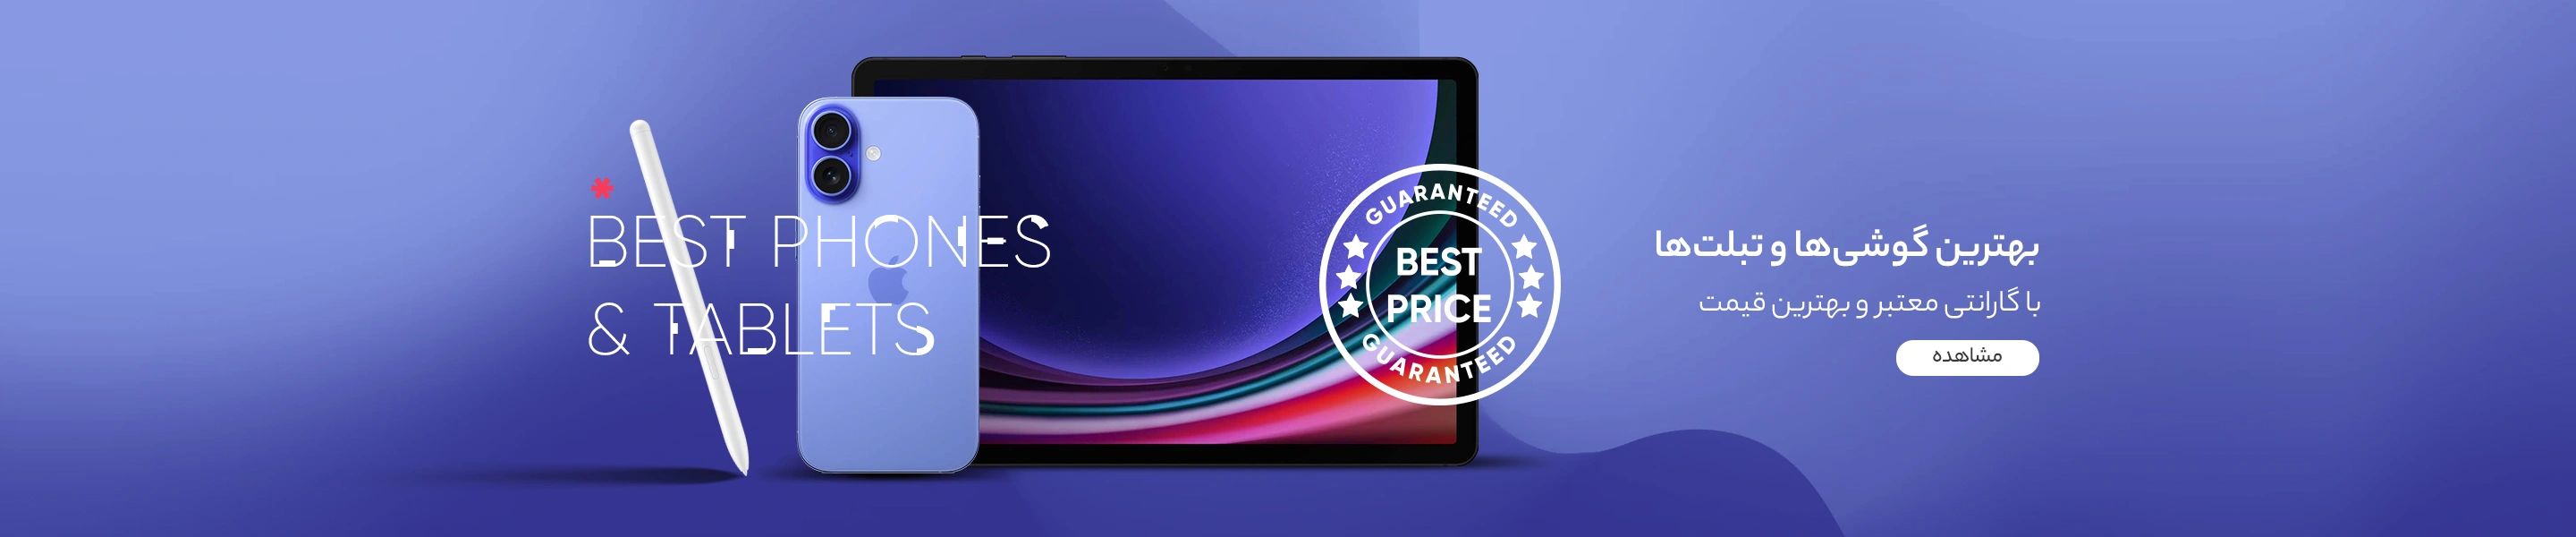 *
BEST PHONES
& TABLETS
GUARANTEED
BEST
PRICE
GUARANTEED
بهترین گوشی‌ها و تبلت‌ها
با گارانتی معتبر و بهترین قیمت
مشاهده